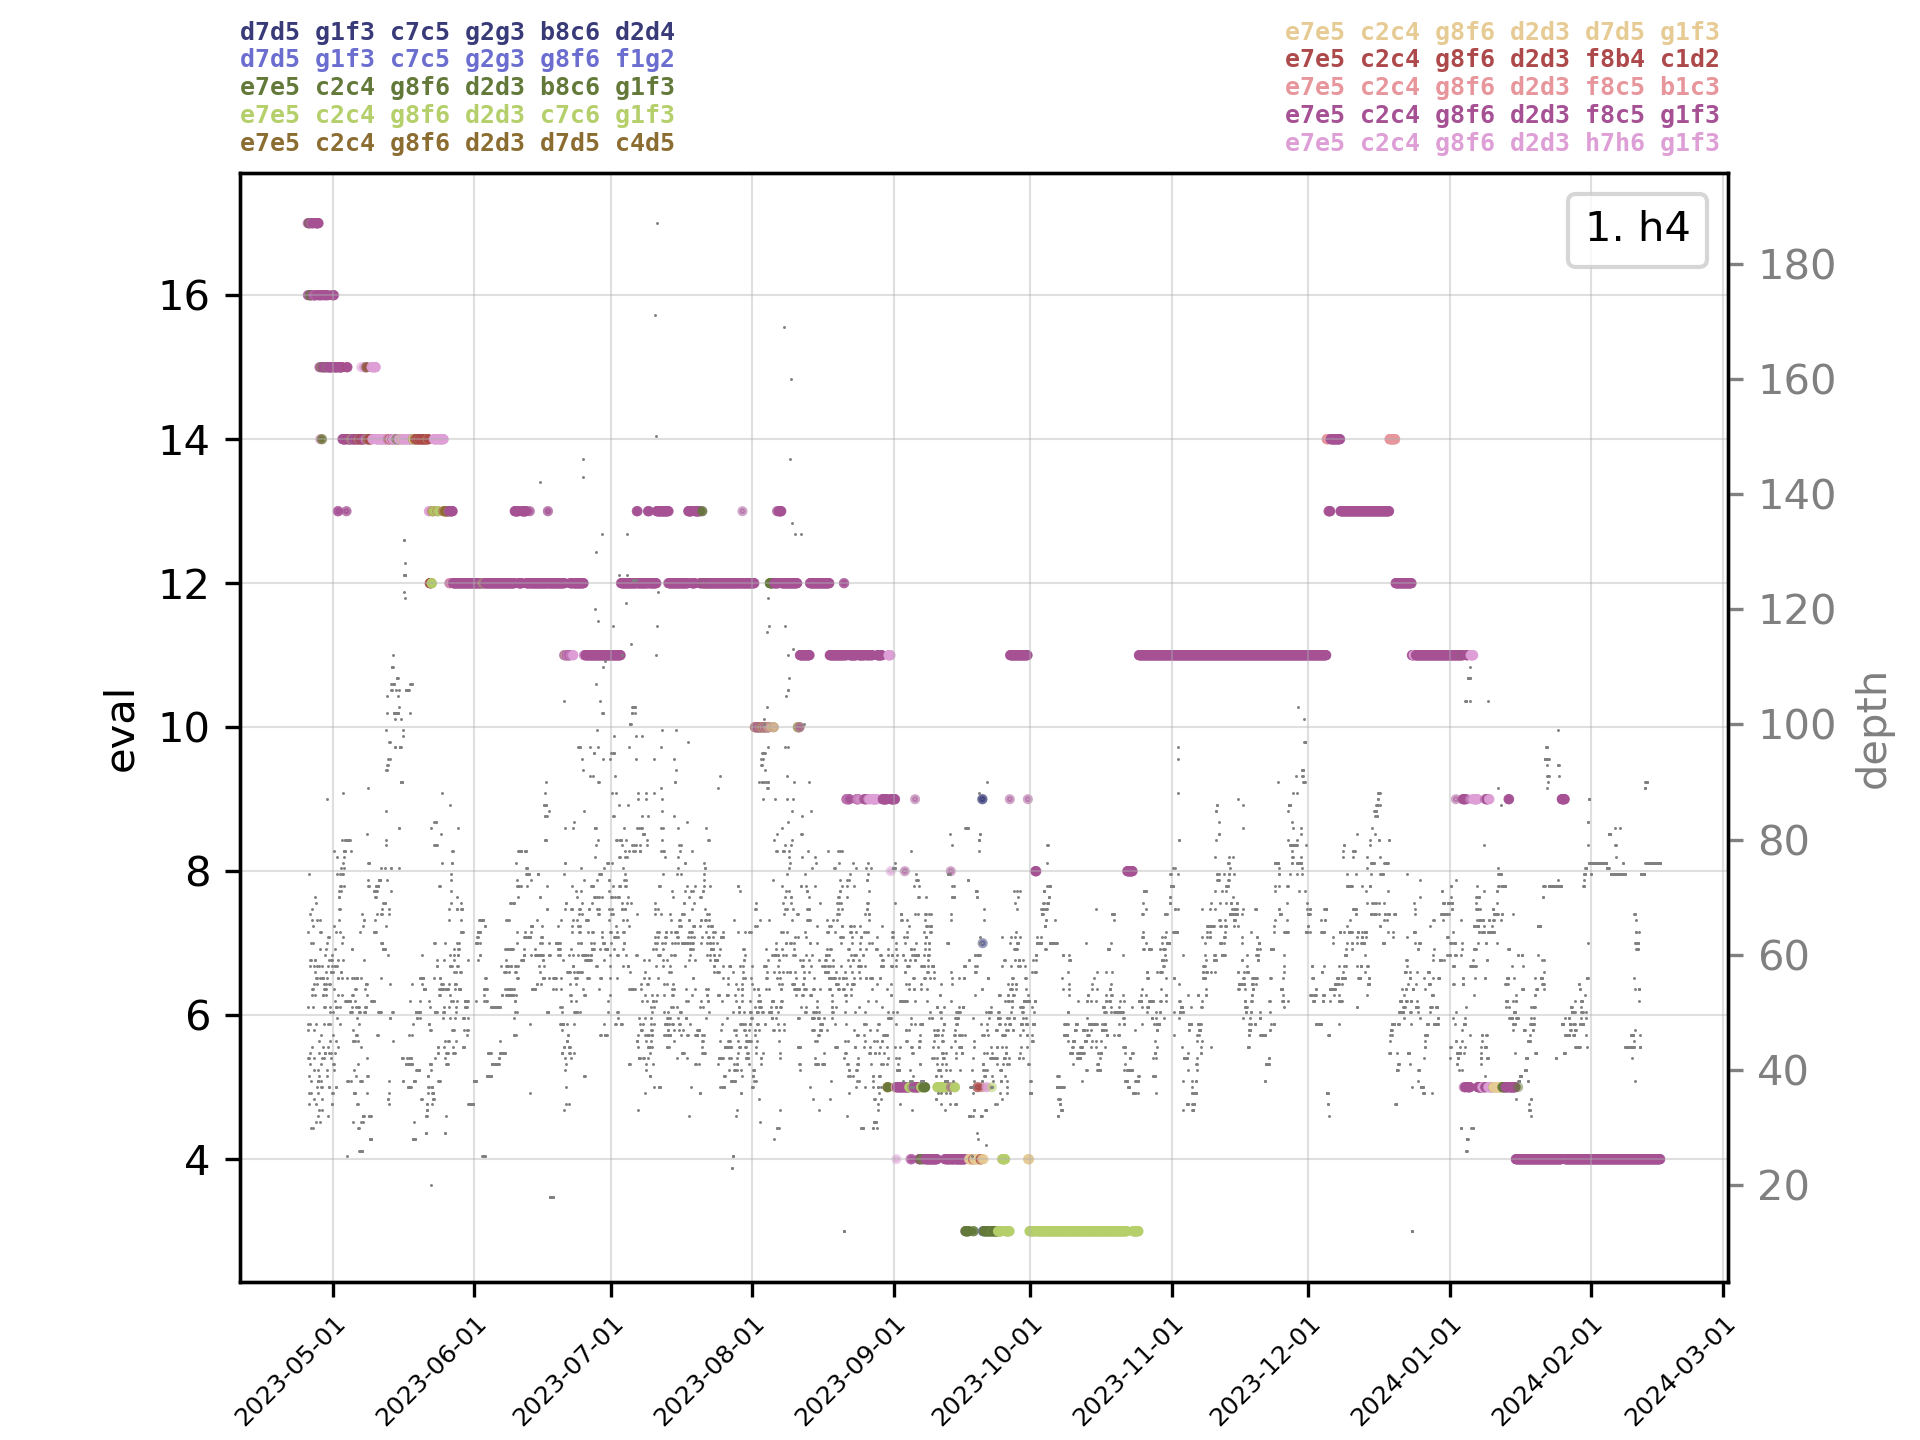 d7d5 g1f3 c7c5 g2g3 b8c6 d2d4
d7d5 g1f3 c7c5 g2g3 g8f6 f1g2
e7e5 c2c4 g8f6 d2d3 b8c6 g1f3
e7e5 c2c4 g8f6 d2d3 c7c6 g1f3
e7e5 c2c4 g8f6 d2d3 d7d5 c4d5
e7e5 c2c4 g8f6 d2d3 d7d5 g1f3
e7e5 c2c4 g8f6 d2d3 f8b4 c1d2
e7e5 c2c4 g8f6 d2d3 f8c5 b1c3
e7e5 c2c4 g8f6 d2d3 f8c5 g1f3
e7e5 c2c4 g8f6 d2d3 h7h6 g1f3
1. h4
eval
16
14
12
10
8
6
4
depth
180
160
140
120
100
80
60
40
20
2023-05-01
2023-06-01
2023-07-01
2023-08-01
2023-09-01
2023-10-01
2023-11-01
2023-12-01
2024-01-01
2024-02-01
2024-03-01